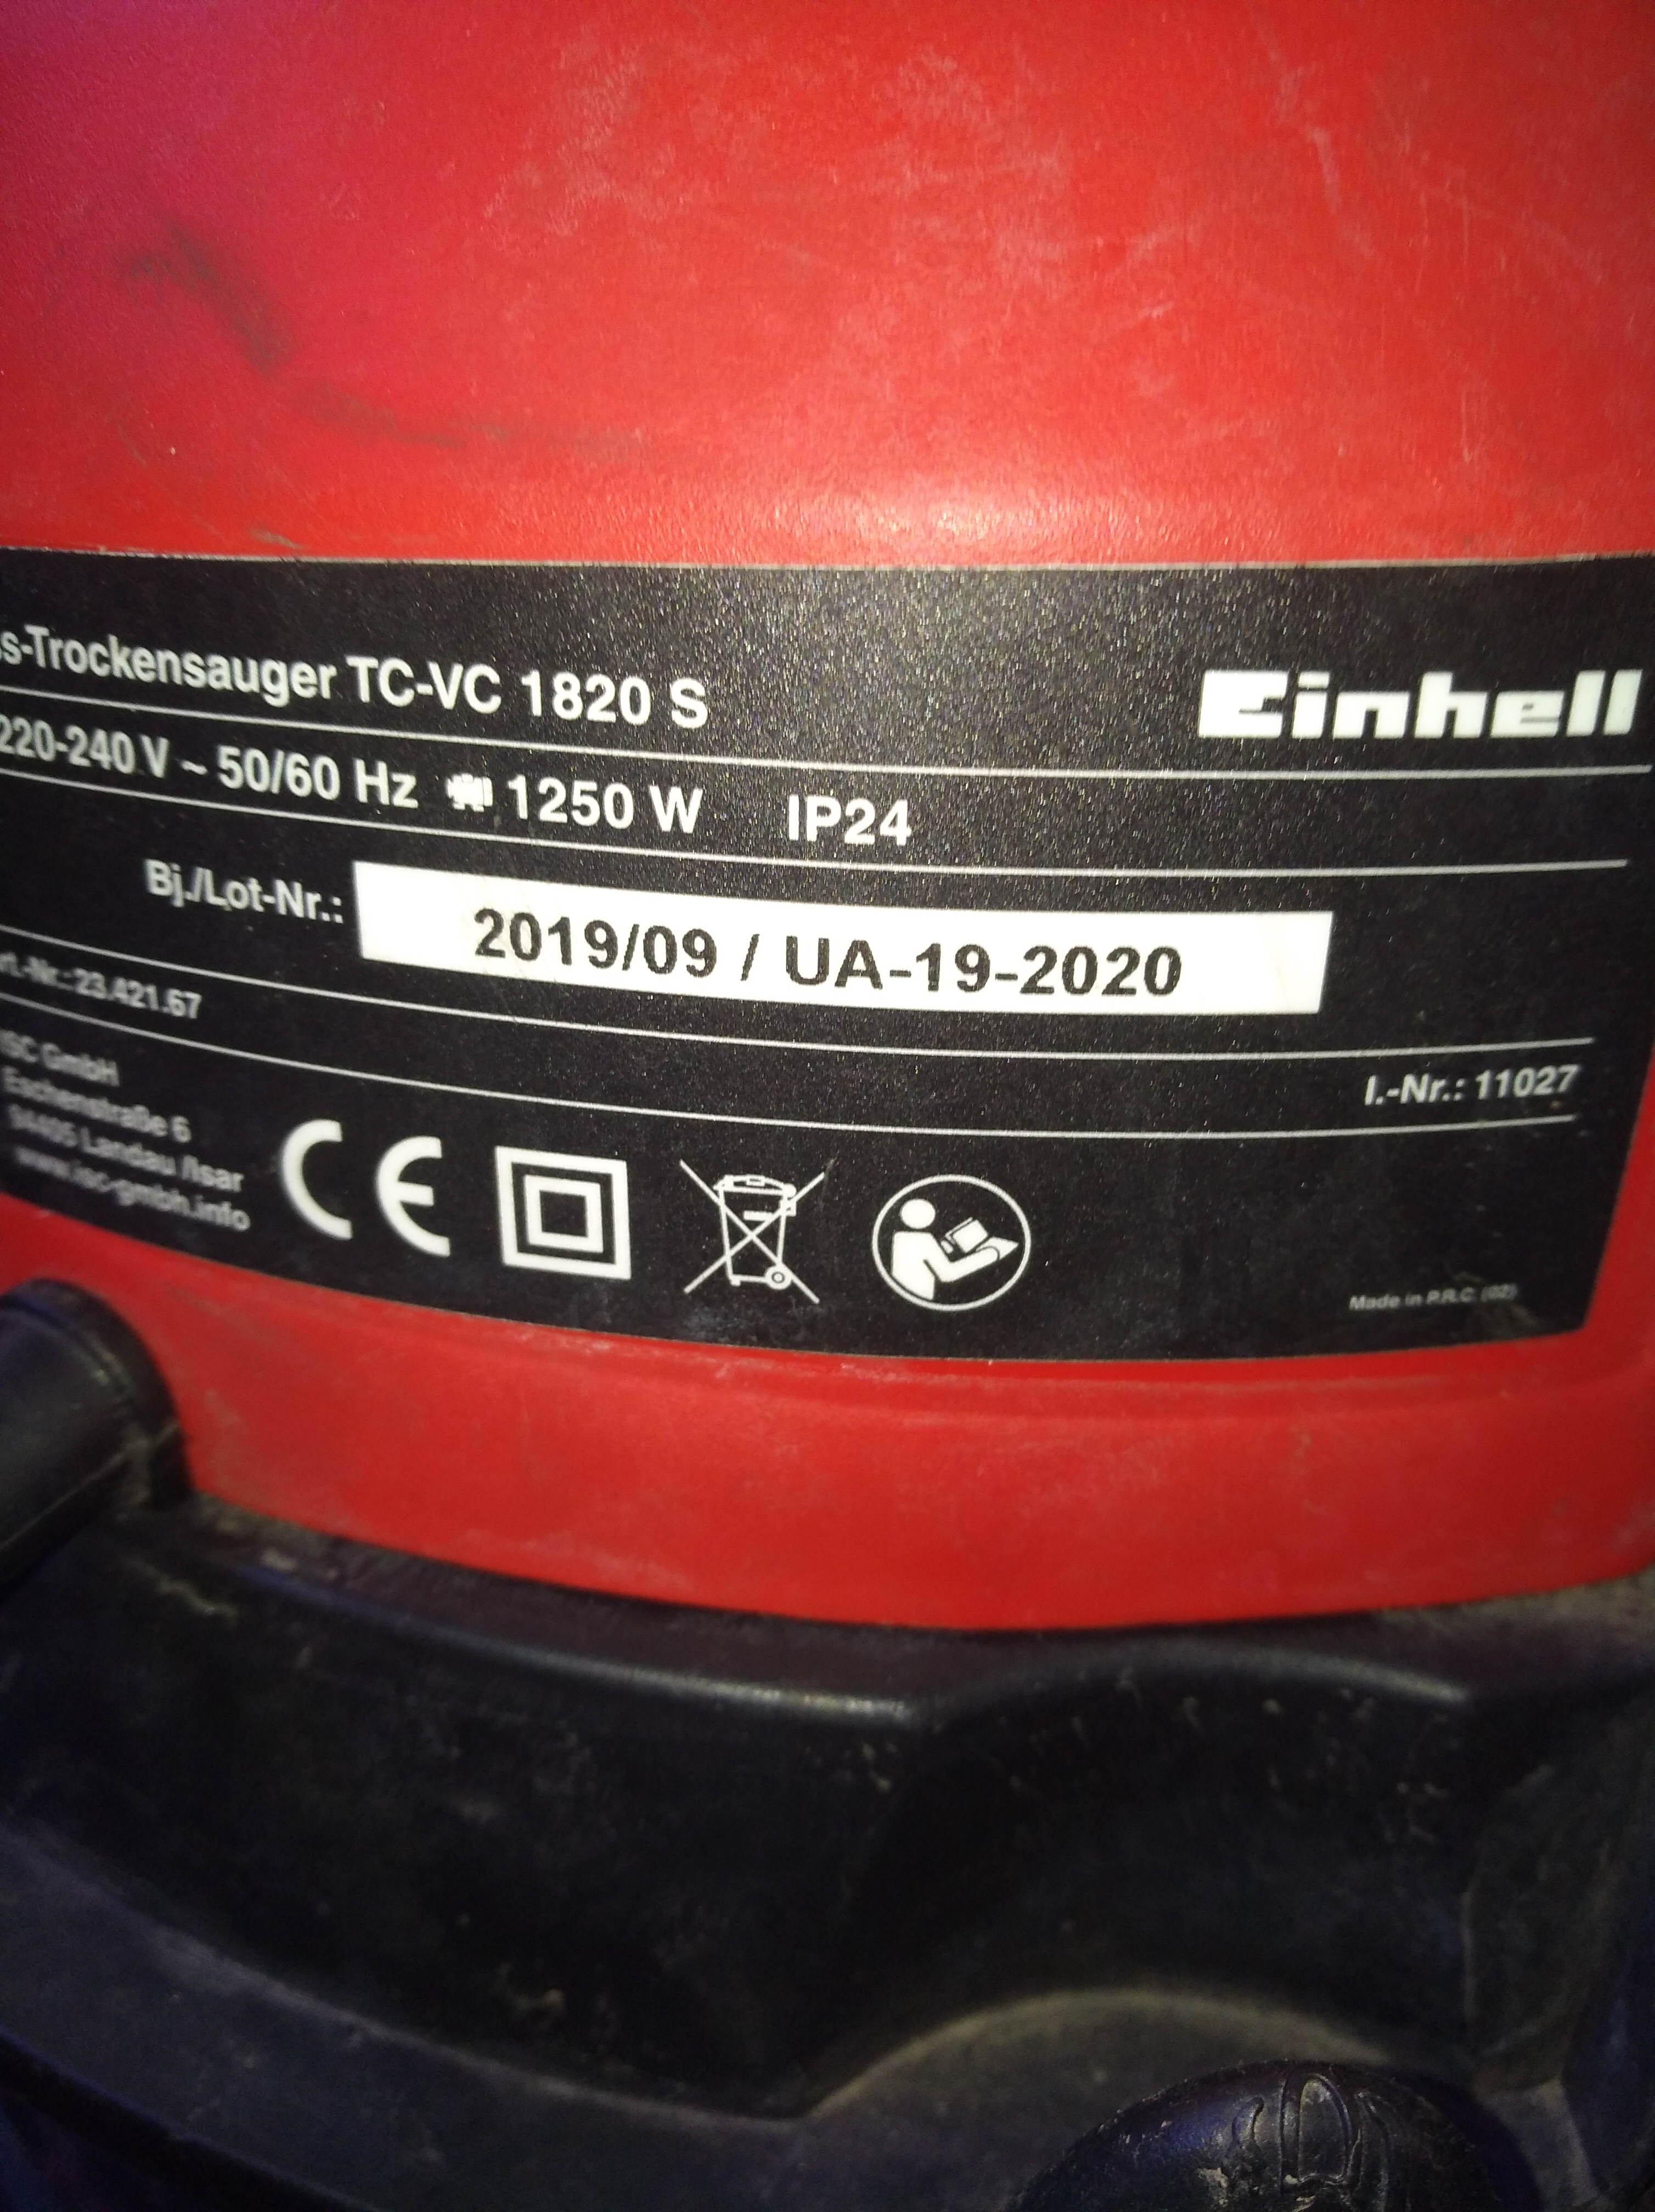 ss-Trockensauger TC-VC 1820 S
Einhell
220-240 V ~ 50/60 Hz 1250 W IP24
Bj./Lot-Nr.: 2019/09 / UA-19-2020
rt.-Nr.: 23.421.67
I.-Nr.: 11027
ISC GmbH
Eschenstraße 6
94405 Landau /Isar
www.isc-gmbh.info
CE
Made in P.R.C. (02)